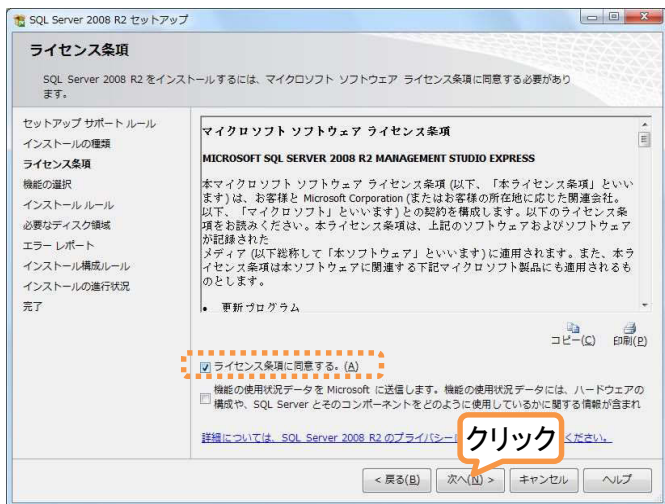 SQL Server 2008 R2 セットアップ
ライセンス条項
SQL Server 2008 R2 をインストールするには、マイクロソフト ソフトウェア ライセンス条項に同意する必要があり
ます。
セットアップ サポート ルール
インストールの種類
ライセンス条項
機能の選択
インストール ルール
必要なディスク領域
エラー レポート
インストール構成ルール
インストールの進行状況
完了
マイクロソフト ソフトウェア ライセンス条項
MICROSOFT SQL SERVER 2008 R2 MANAGEMENT STUDIO EXPRESS
本マイクロソフト ソフトウェア ライセンス条項 (以下、「本ライセンス条項」といい
ます) は、お客様と Microsoft Corporation (またはお客様の所在地に応じた関連会社。
以下、「マイクロソフト」といいます) との契約を構成します。以下のライセンス条
項をお読みください。本ライセンス条項は、上記のソフトウェアおよびソフトウェア
が記録された
メディア (以下総称して「本ソフトウェア」といいます) に適用されます。また、本ラ
イセンス条項は本ソフトウェアに関連する下記マイクロソフト製品にも適用されるも
のとします。
• 更新プログラム
コピー(C) 印刷(P)
ライセンス条項に同意する。(A)
機能の使用状況データを Microsoft に送信します。機能の使用状況データには、ハードウェアの
構成や、SQL Server とそのコンポーネントをどのように使用しているかに関する情報が含まれ
詳細については、SQL Server 2008 R2 のプライバシー ください。
クリック
< 戻る(B) 次へ(N) > キャンセル ヘルプ